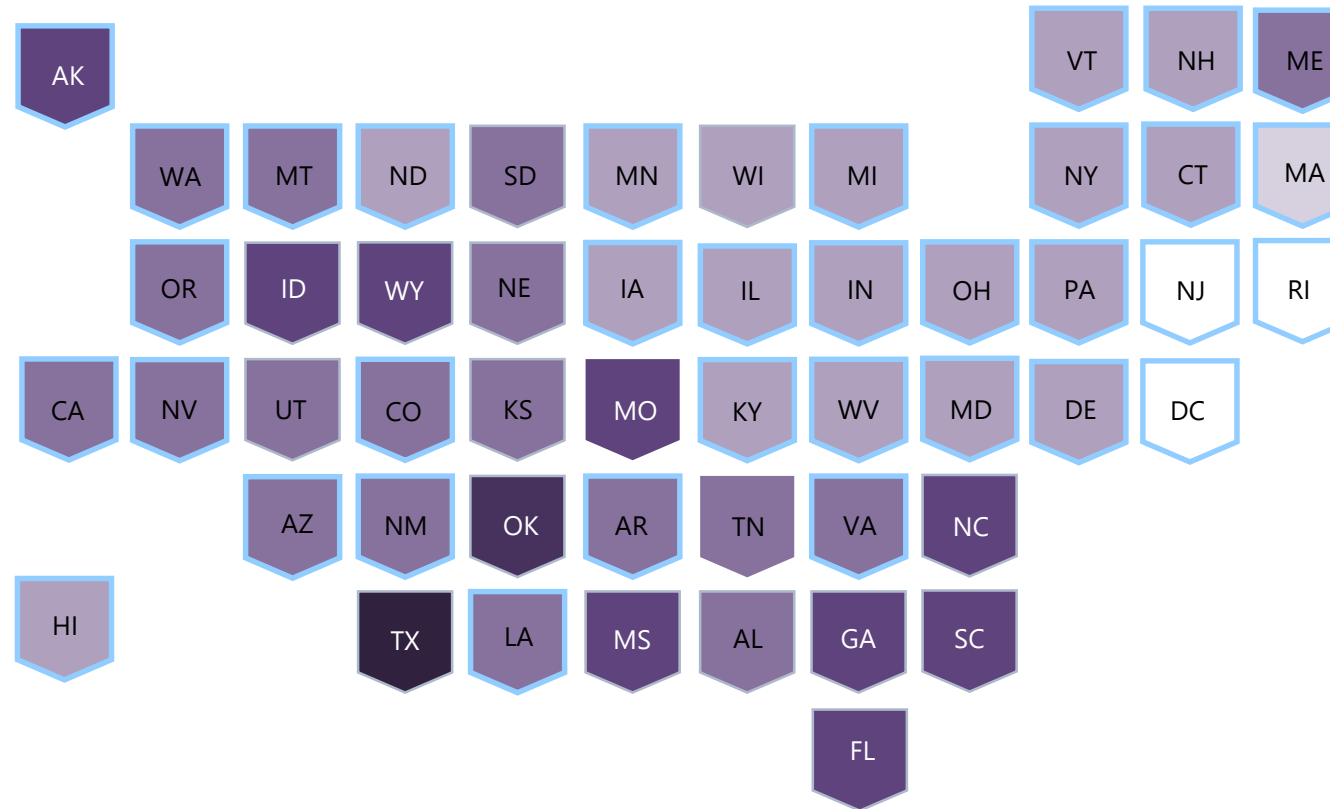 VT NH ME
AK
WA MT ND SD MN WI MI NY CT MA
OR ID WY NE IA IL IN OH PA NJ RI
CA NV UT CO KS MO KY WV MD DE DC
AZ NM OK AR TN VA NC
HI
TX LA MS AL GA SC
FL